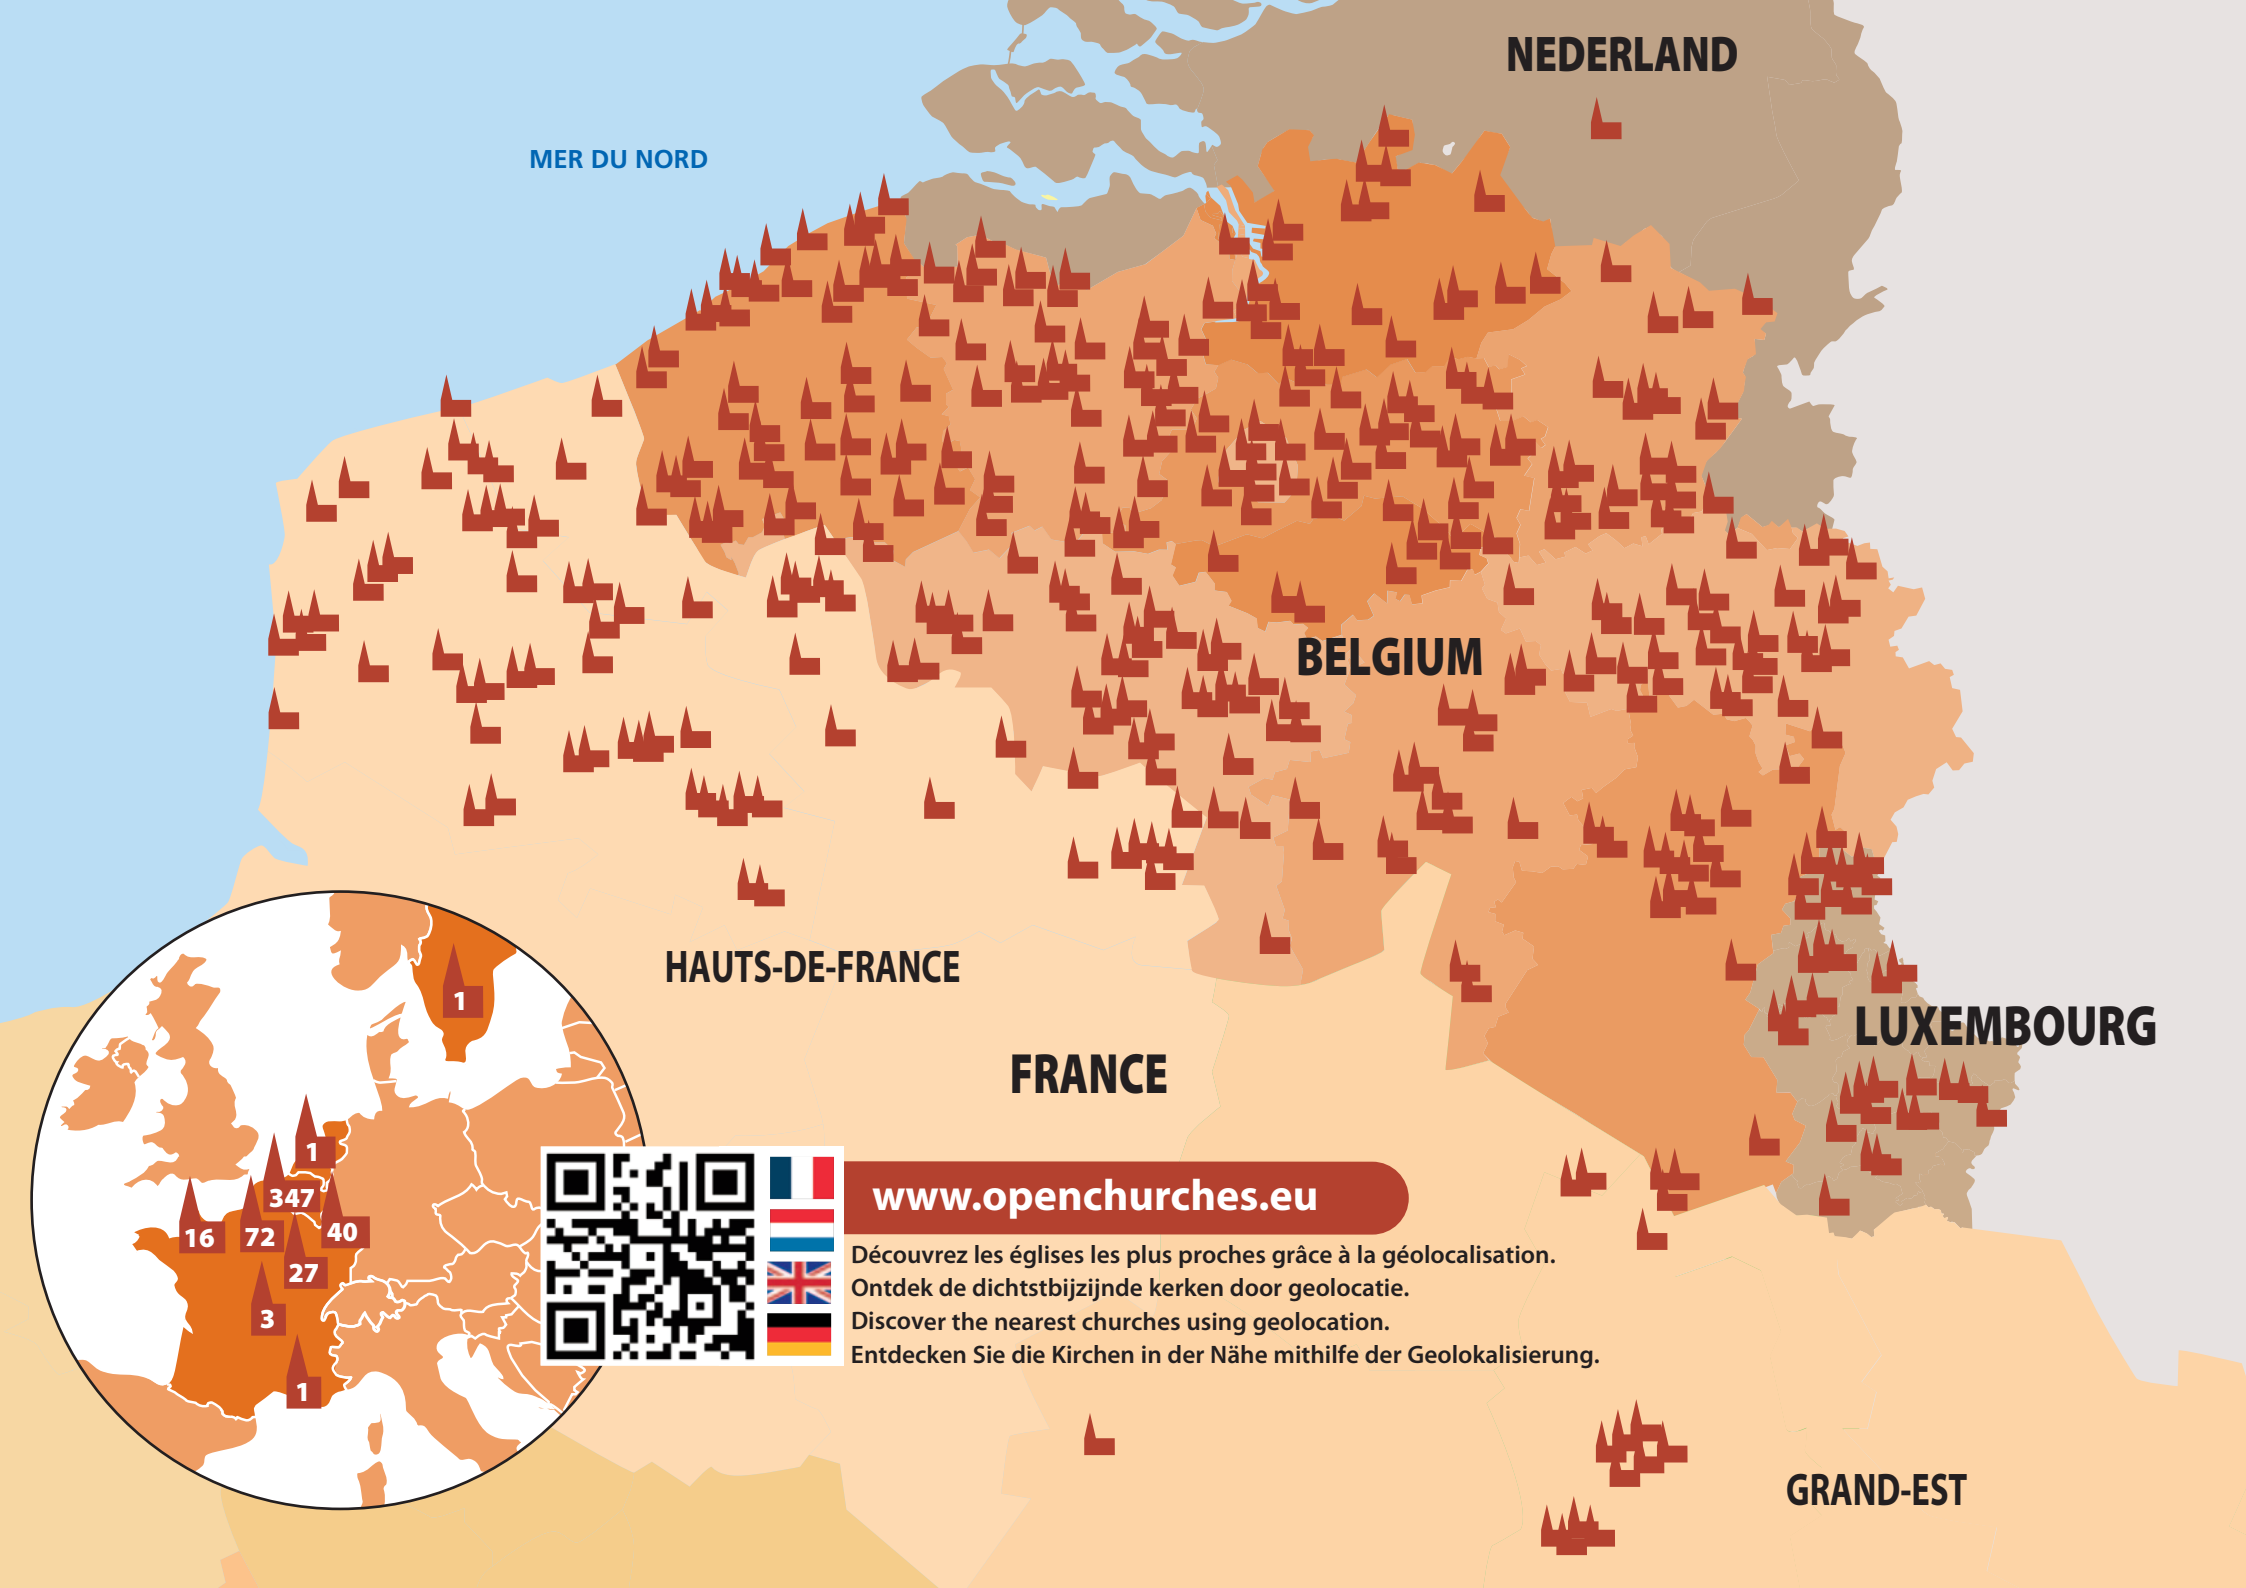 NEDERLAND
MER DU NORD
BELGIUM
HAUTS-DE-FRANCE
LUXEMBOURG
FRANCE
GRAND-EST
1
1
347
16
72
40
27
3
1
www.openchurches.eu
Découvrez les églises les plus proches grâce à la géolocalisation.
Ontdek de dichtstbijzijnde kerken door geolocatie.
Discover the nearest churches using geolocation.
Entdecken Sie die Kirchen in der Nähe mithilfe der Geolokalisierung.